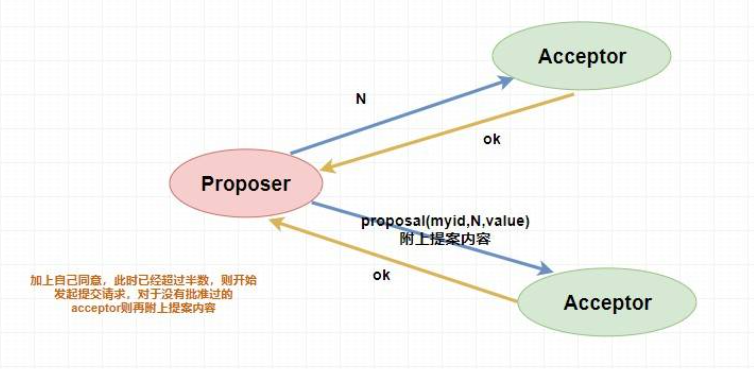 Acceptor
N
ok
Proposer
proposal(myid,N,value)
附上提案内容
ok
加上自己同意，此时已经超过半数，则开始
发起提交请求，对于没有批准过的
acceptor则再附上提案内容
Acceptor